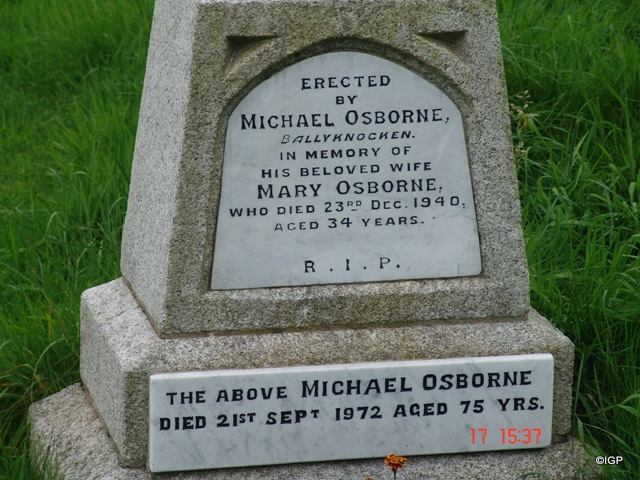 ERECTED
BY
MICHAEL OSBORNE,
BALLYKNOCKEN.
IN MEMORY OF
HIS BELOVED WIFE
MARY OSBORNE,
WHO DIED 23RD DEC. 1940,
AGED 34 YEARS.
R. I. P.
THE ABOVE MICHAEL OSBORNE
DIED 21ST SEPT 1972 AGED 75 YRS.
17 15:37
©IGP